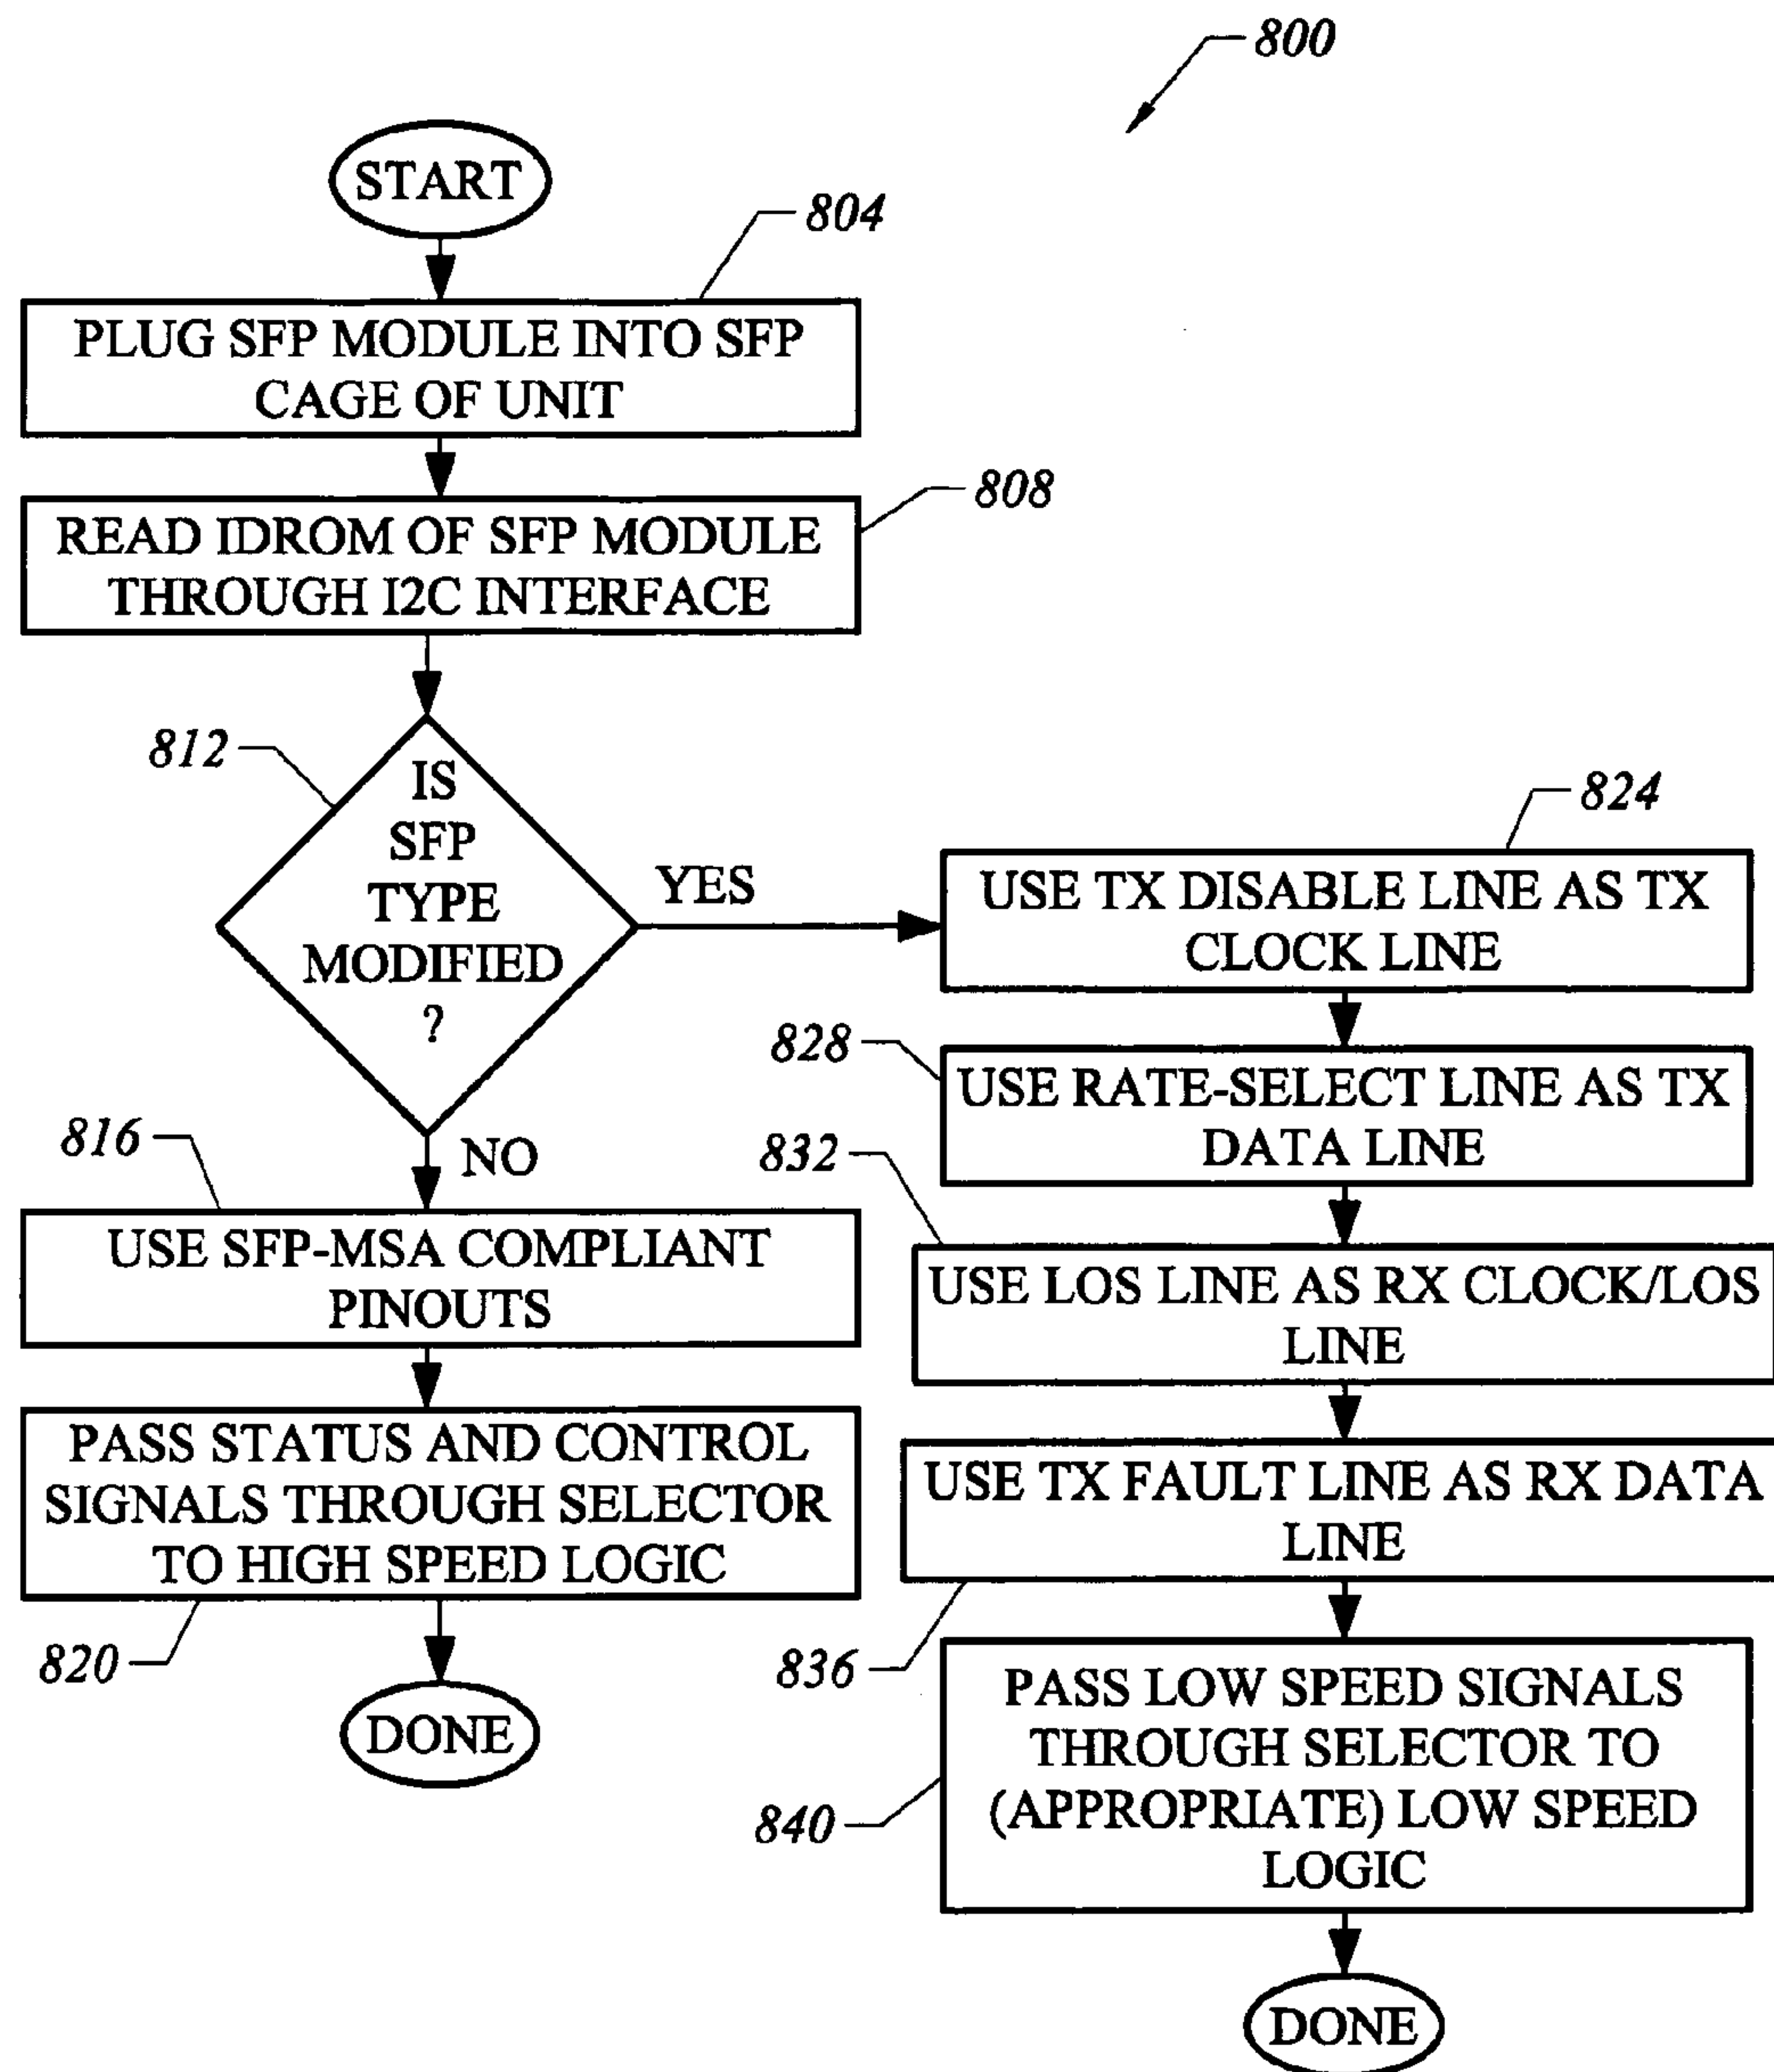 800
START
804
PLUG SFP MODULE INTO SFP
CAGE OF UNIT
808
READ IDROM OF SFP MODULE
THROUGH I2C INTERFACE
812
IS
SFP
TYPE
MODIFIED
?
YES
NO
816
USE SFP-MSA COMPLIANT
PINOUTS
PASS STATUS AND CONTROL
SIGNALS THROUGH SELECTOR
TO HIGH SPEED LOGIC
820
DONE
824
USE TX DISABLE LINE AS TX
CLOCK LINE
828
USE RATE-SELECT LINE AS TX
DATA LINE
832
USE LOS LINE AS RX CLOCK/LOS
LINE
USE TX FAULT LINE AS RX DATA
LINE
836
PASS LOW SPEED SIGNALS
THROUGH SELECTOR TO
(APPROPRIATE) LOW SPEED
LOGIC
840
DONE